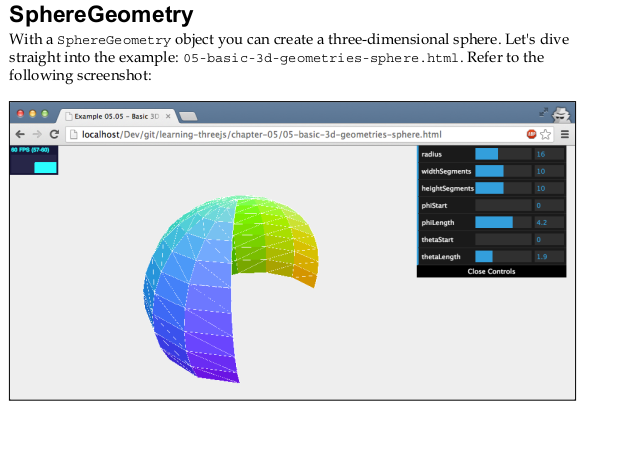 SphereGeometry
With a SphereGeometry object you can create a three-dimensional sphere. Let's dive
straight into the example: 05-basic-3d-geometries-sphere.html. Refer to the
following screenshot:
Example 05.05 - Basic 3D
localhost/Dev/git/learning-threejs/chapter-05/05-basic-3d-geometries-sphere.html
60 FPS (57-60)
radius 16
widthSegments 10
heightSegments 10
phiStart 0
phiLength 4.2
thetaStart 0
thetaLength 1.9
Close Controls